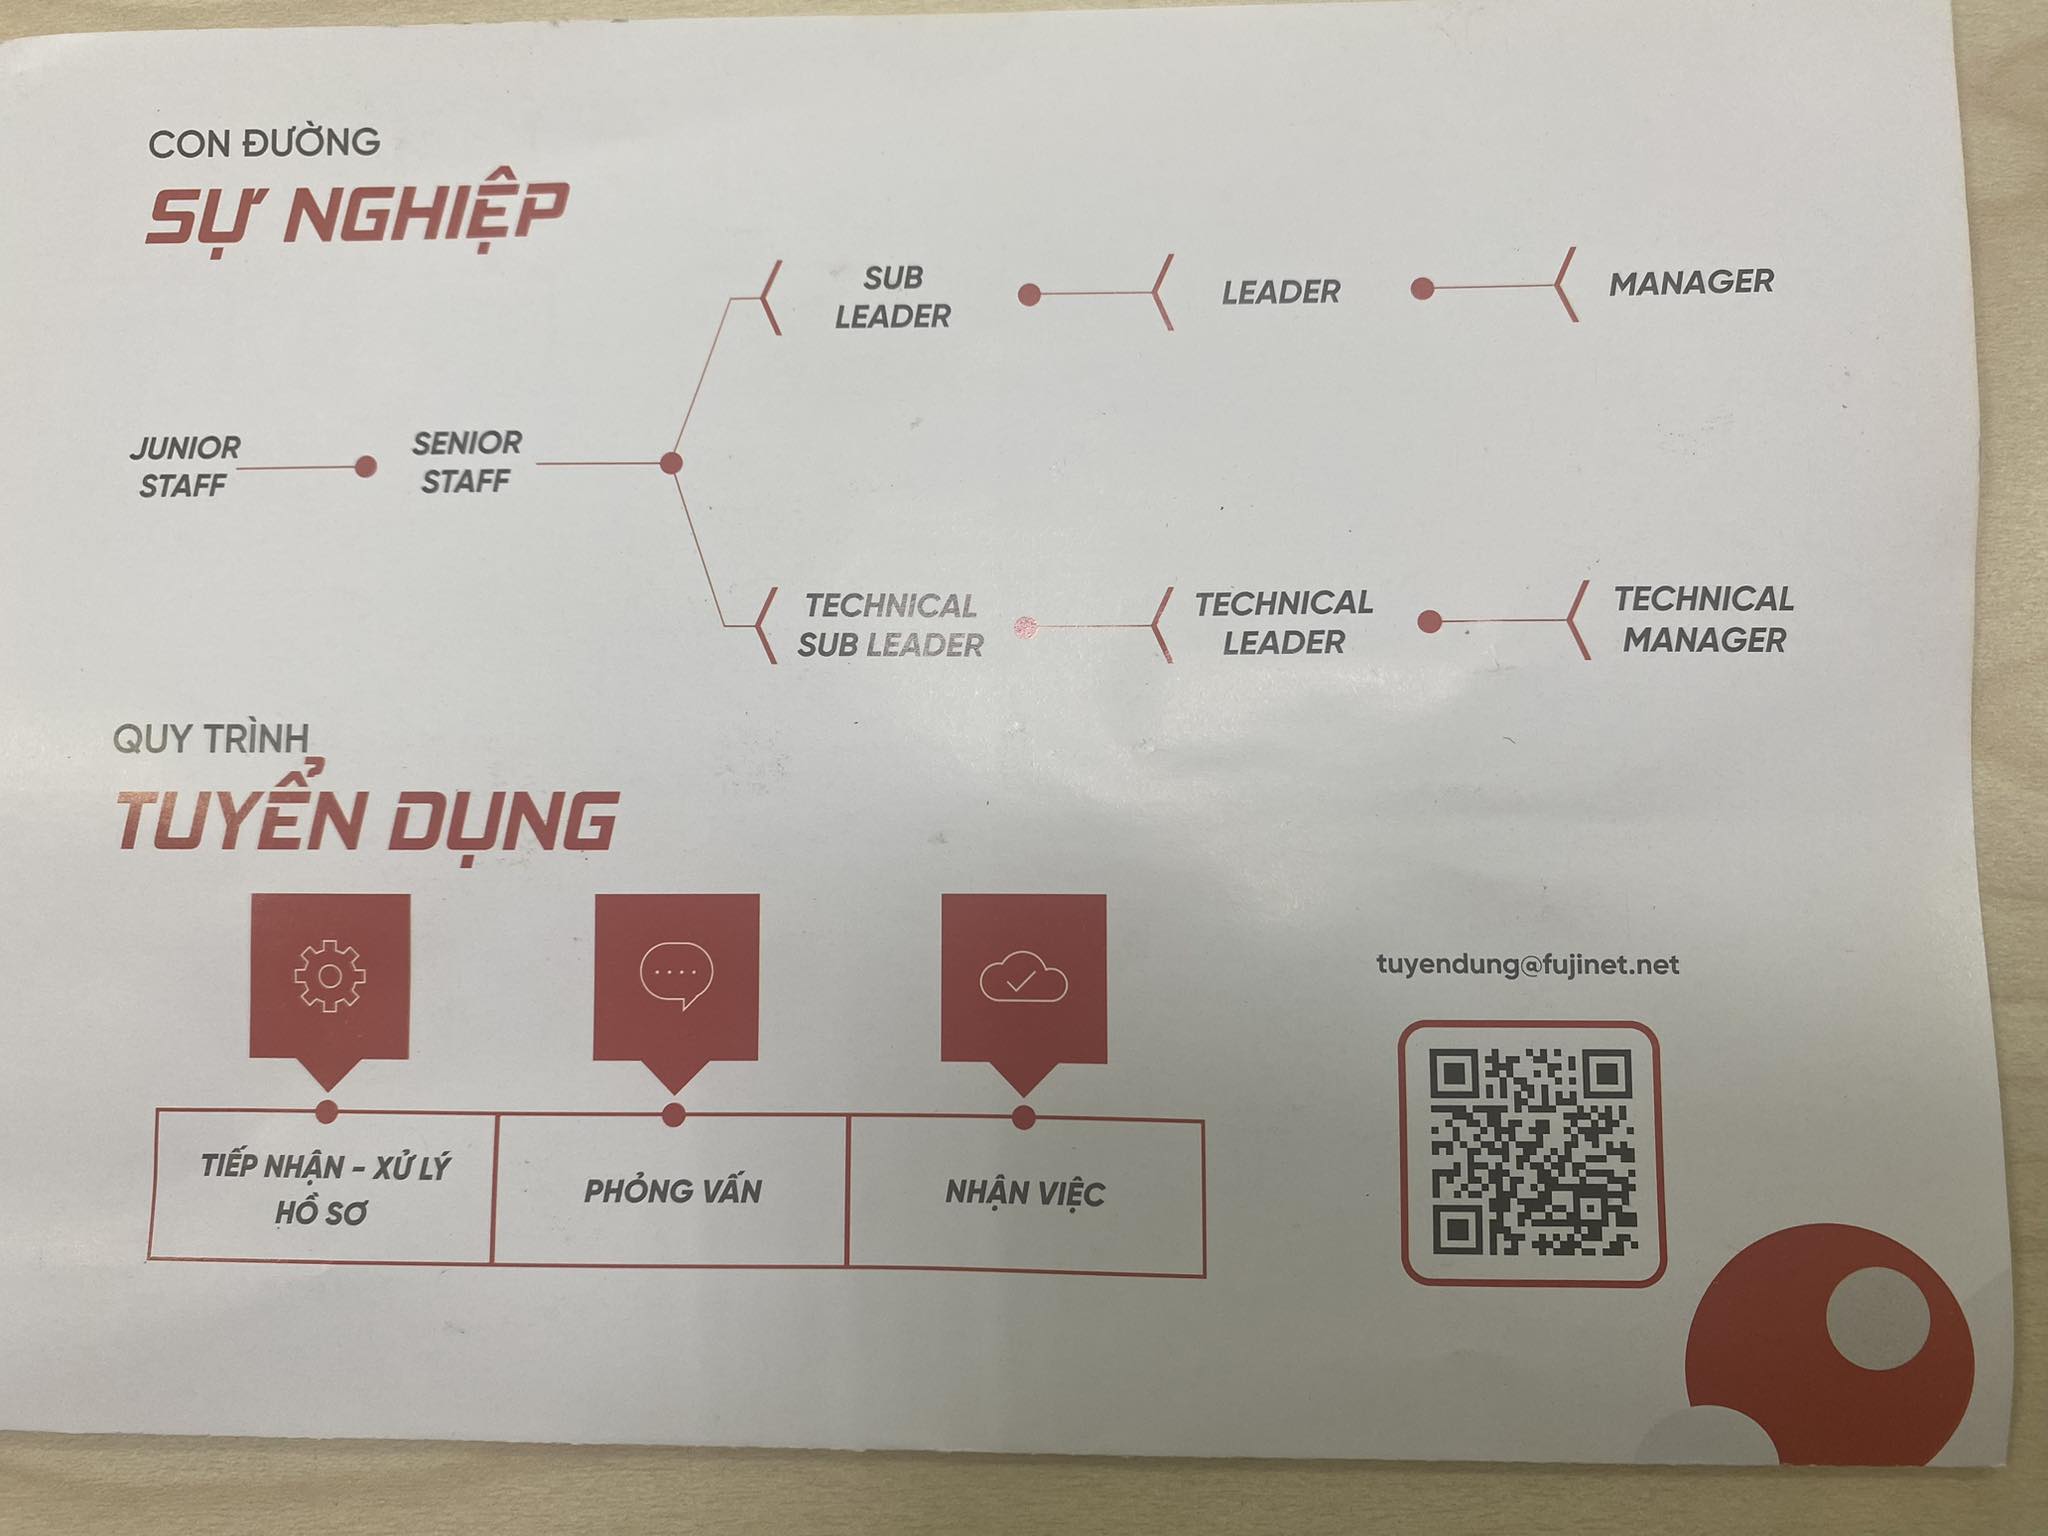 CON ĐƯỜNG
SỰ NGHIỆP
JUNIOR
STAFF
SENIOR
STAFF
SUB
LEADER
LEADER
MANAGER
TECHNICAL
SUB LEADER
TECHNICAL
LEADER
TECHNICAL
MANAGER
QUY TRÌNH
TUYỂN DỤNG
TIẾP NHẬN - XỬ LÝ
HỒ SƠ
PHỎNG VẤN
NHẬN VIỆC
tuyendung@fujinet.net